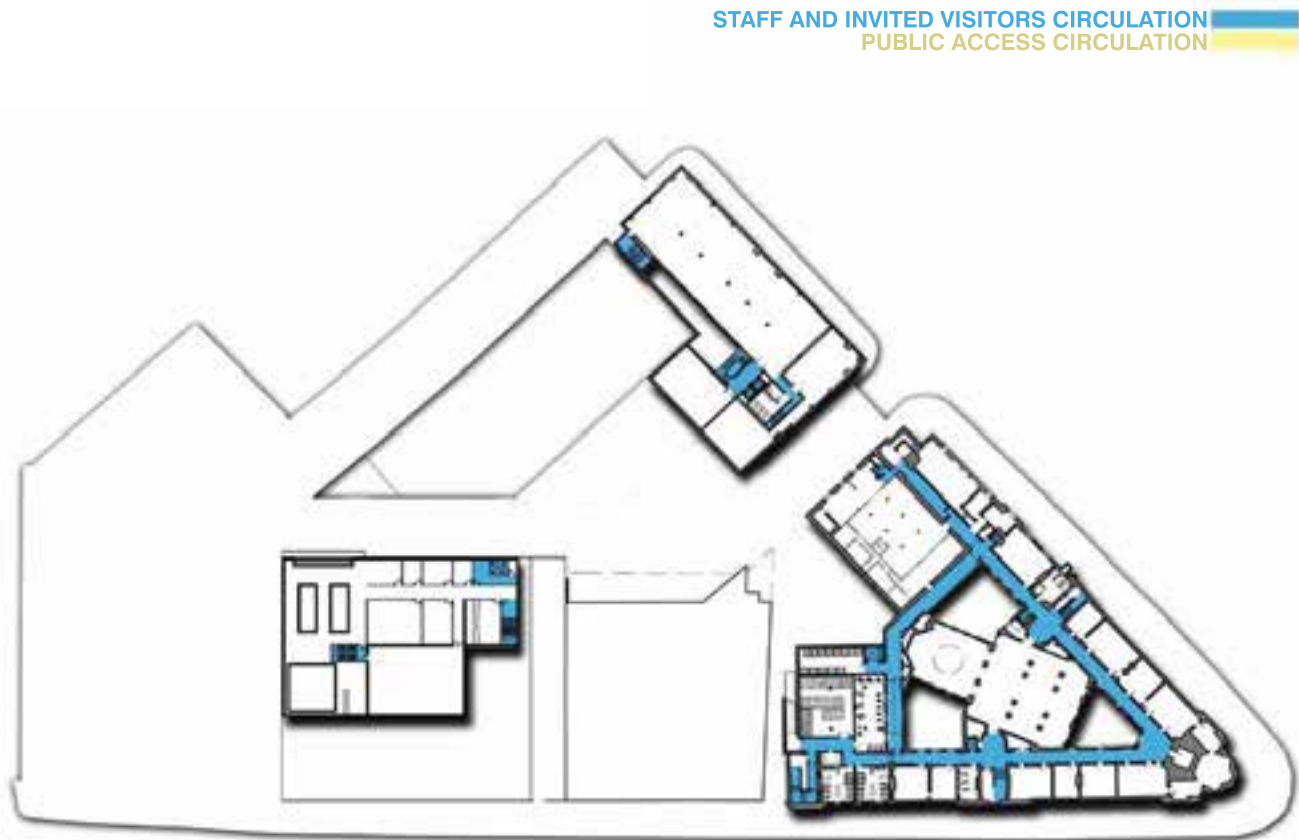 STAFF AND INVITED VISITORS CIRCULATION
PUBLIC ACCESS CIRCULATION